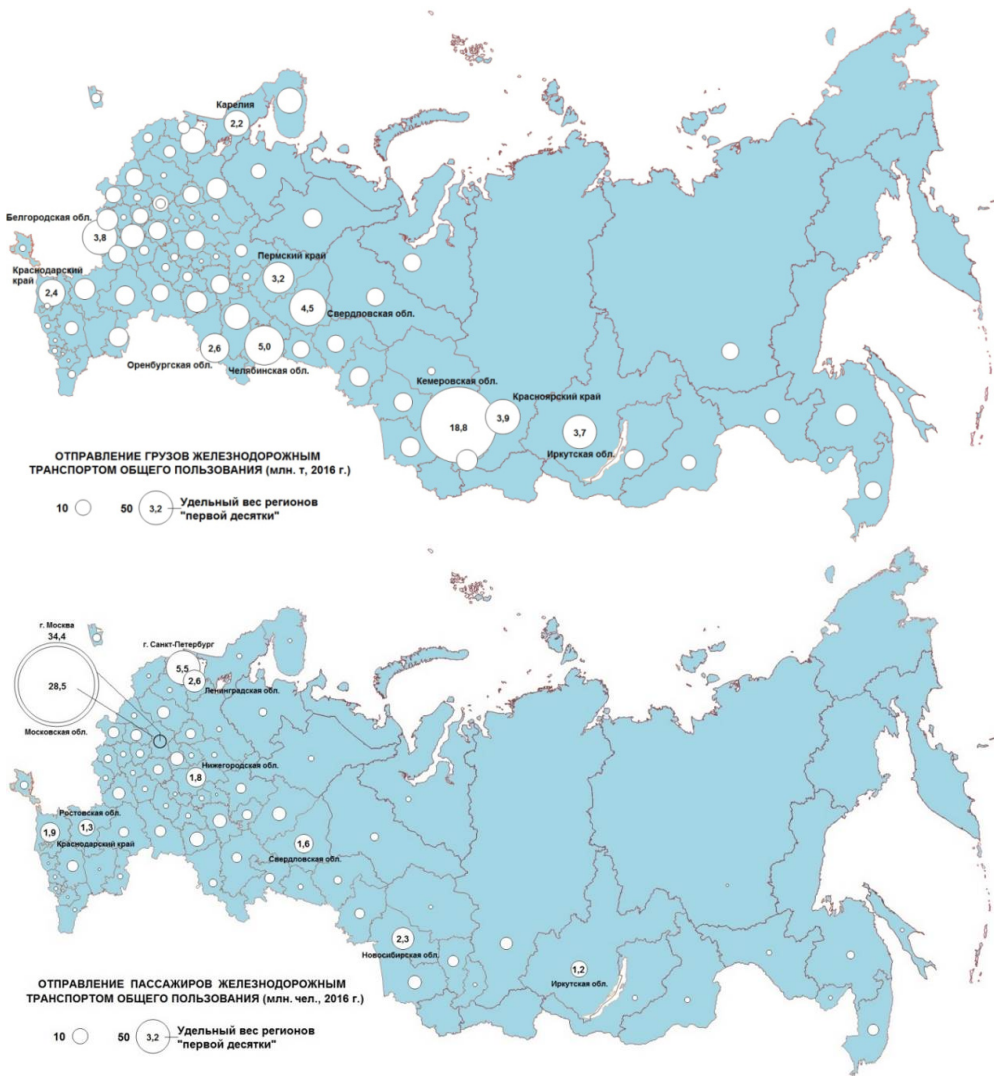 Карелия
2,2
Белгородская обл.
3,8
Краснодарский
край
2,4
Пермский край
3,2
4,5
Свердловская обл.
2,6
5,0
Оренбургская обл.
Челябинская обл.
Кемеровская обл.
18,8
Красноярский край
3,9
3,7
Иркутская обл.
ОТПРАВЛЕНИЕ ГРУЗОВ ЖЕЛЕЗНОДОРОЖНЫМ
ТРАНСПОРТОМ ОБЩЕГО ПОЛЬЗОВАНИЯ (млн. т, 2016 г.)
10 50 3,2 Удельный вес регионов
"первой десятки"
г. Москва
34,4
28,5
Московская обл.
г. Санкт-Петербург
5,5
2,6
Ленинградская обл.
Нижегородская обл.
1,8
Ростовская обл.
1,3
1,9
Краснодарский край
1,6
Свердловская обл.
2,3
Новосибирская обл.
1,2
Иркутская обл.
ОТПРАВЛЕНИЕ ПАССАЖИРОВ ЖЕЛЕЗНОДОРОЖНЫМ
ТРАНСПОРТОМ ОБЩЕГО ПОЛЬЗОВАНИЯ (млн. чел., 2016 г.)
10 50 3,2 Удельный вес регионов
"первой десятки"